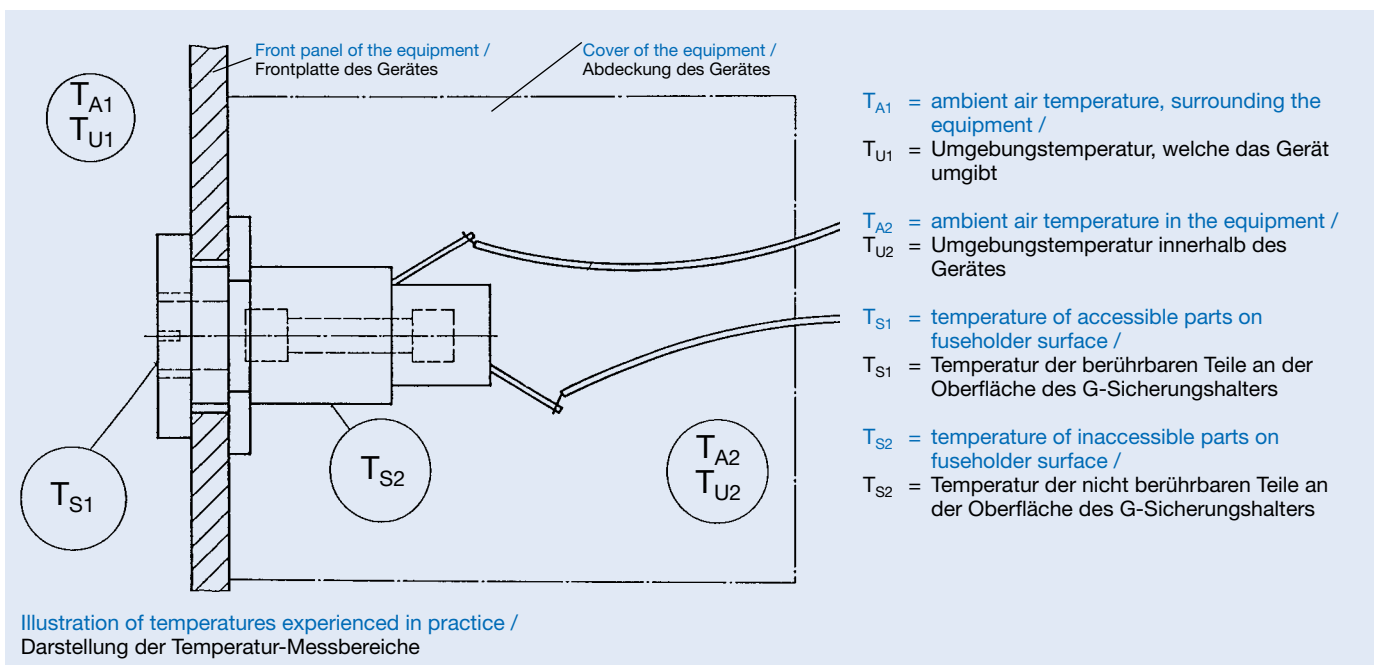 Front panel of the equipment /
Frontplatte des Gerätes
Cover of the equipment /
Abdeckung des Gerätes
TA1
TU1
TS1
TS2
TA2
TU2
TA1 = ambient air temperature, surrounding the
equipment /
TU1 = Umgebungstemperatur, welche das Gerät
umgibt
TA2 = ambient air temperature in the equipment /
TU2 = Umgebungstemperatur innerhalb des
Gerätes
TS1 = temperature of accessible parts on
fuseholder surface /
TS1 = Temperatur der berührbaren Teile an der
Oberfläche des G-Sicherungshalters
TS2 = temperature of inaccessible parts on
fuseholder surface /
TS2 = Temperatur der nicht berührbaren Teile an
der Oberfläche des G-Sicherungshalters
Illustration of temperatures experienced in practice /
Darstellung der Temperatur-Messbereiche